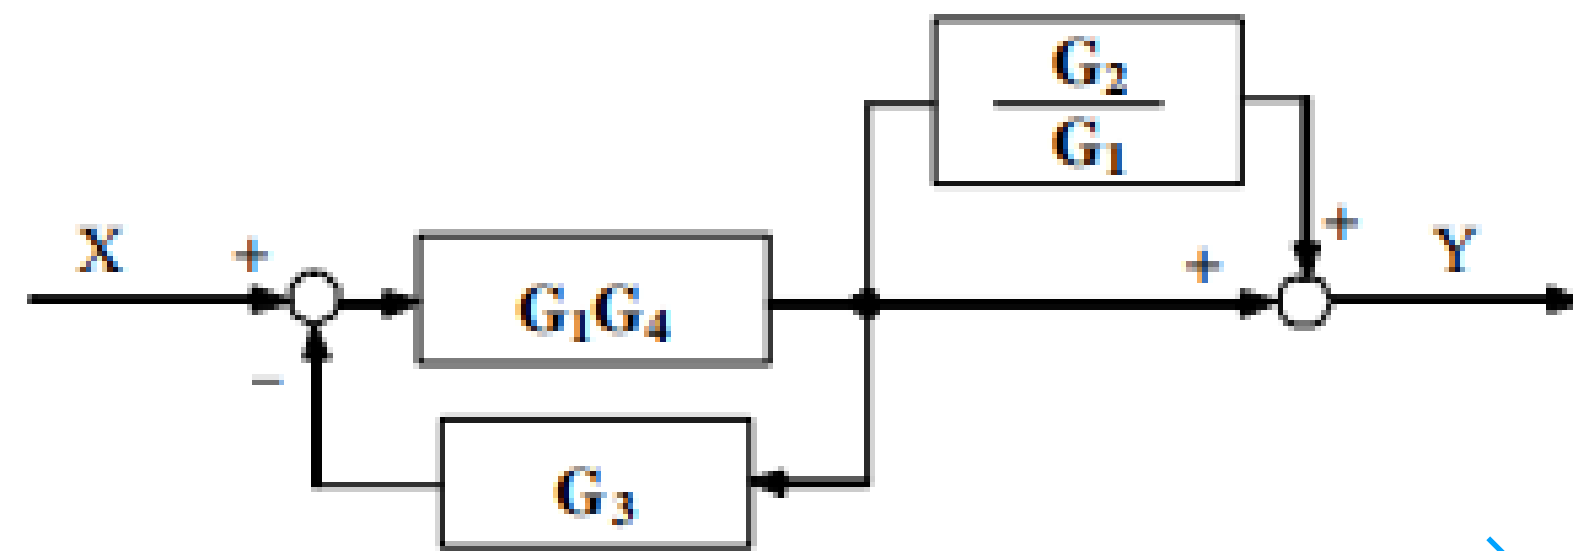 G₂
G₁
X
+
+
+
Y
G₁G₄
−
G₃